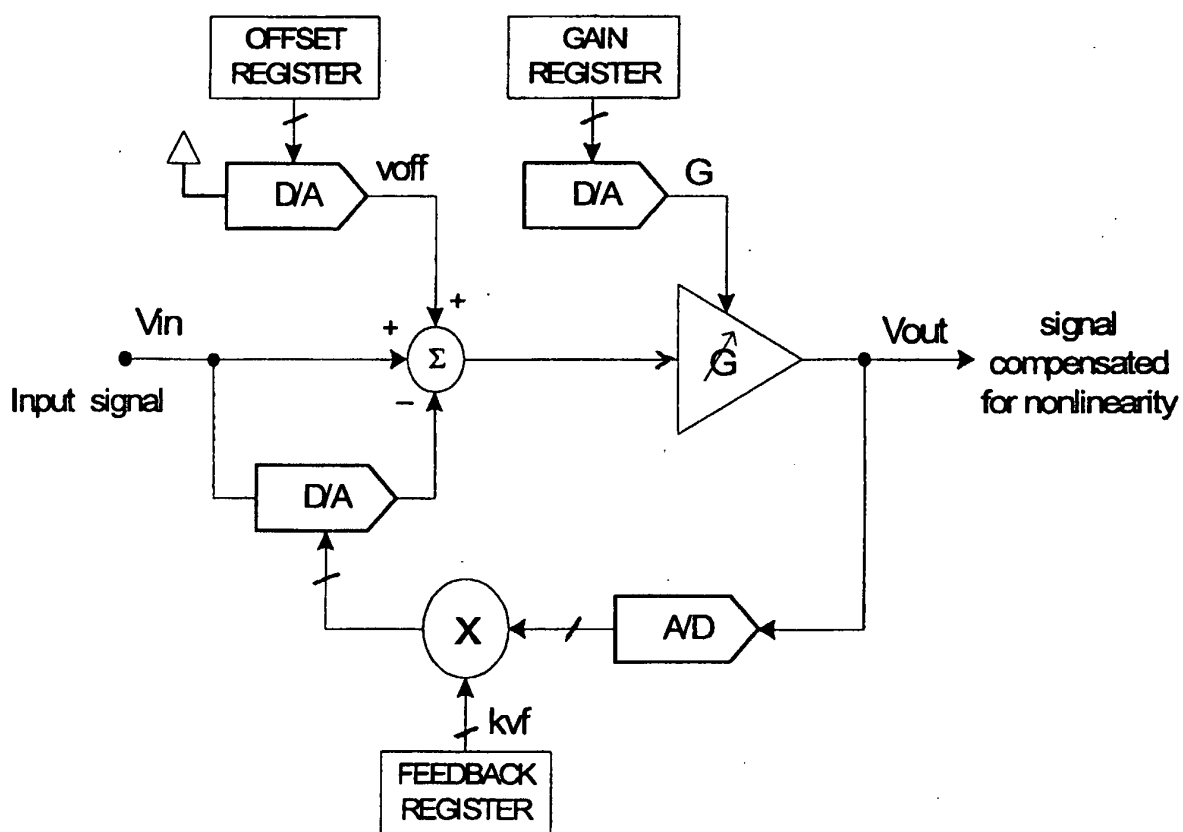 OFFSET
REGISTER
GAIN
REGISTER
D/A
voff
D/A
G
Vin
+
+
Σ
−
G
Vout
signal
compensated
for nonlinearity
Input signal
D/A
X
A/D
kvf
FEEDBACK
REGISTER